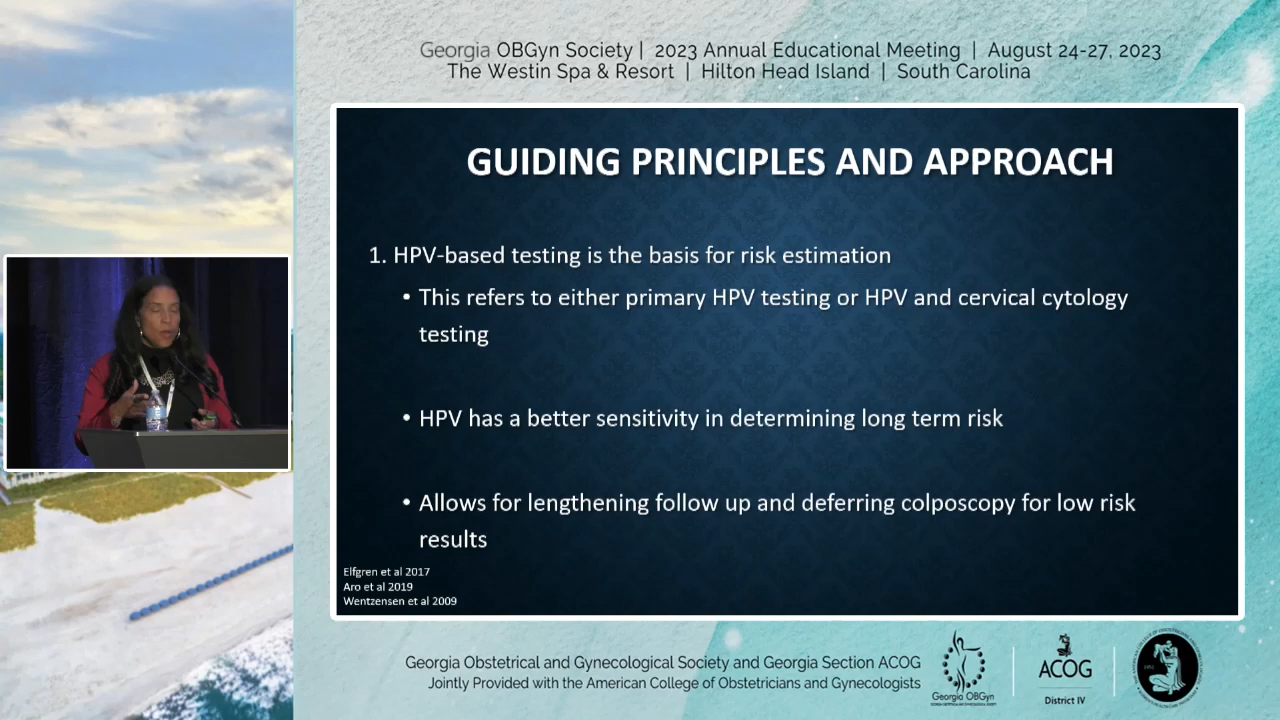 Georgia OBGyn Society | 2023 Annual Educational Meeting | August 24-27, 2023
The Westin Spa & Resort | Hilton Head Island | South Carolina
GUIDING PRINCIPLES AND APPROACH
1. HPV-based testing is the basis for risk estimation
• This refers to either primary HPV testing or HPV and cervical cytology
testing
• HPV has a better sensitivity in determining long term risk
• Allows for lengthening follow up and deferring colposcopy for low risk
results
Elfgren et al 2017
Aro et al 2019
Wentzensen et al 2009
Georgia Obstetrical and Gynecological Society and Georgia Section ACOG
Jointly Provided with the American College of Obstetricians and Gynecologists
Georgia OBGyn
ACOG
District IV